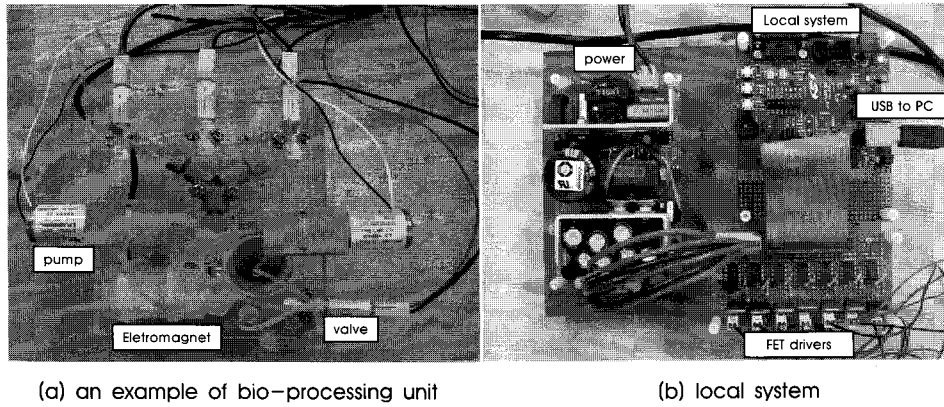 pump
Eletromagnet
valve
Local system
power
USB to PC
FET drivers
(a) an example of bio-processing unit
(b) local system